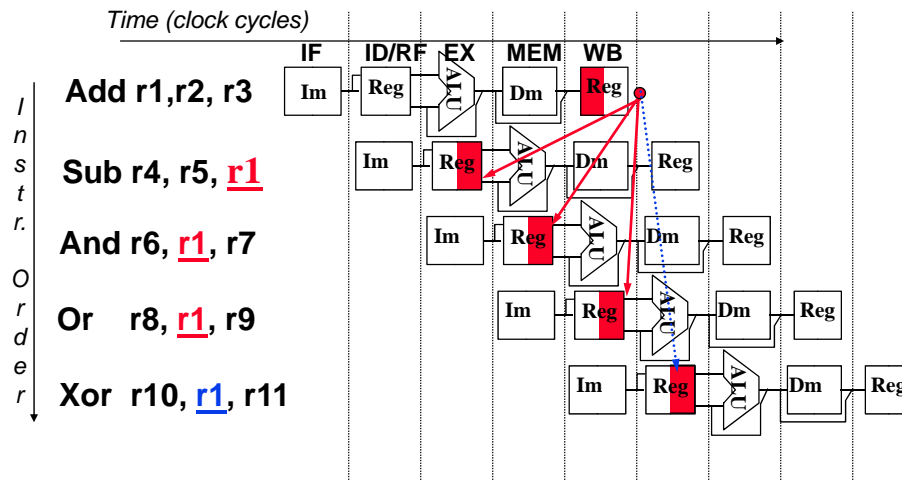 Time (clock cycles)
IF ID/RF EX MEM WB
Instr. Order
Add r1,r2, r3
Im Reg ALU Dm Reg
Sub r4, r5, r1
Im Reg ALU Dm Reg
And r6, r1, r7
Im Reg ALU Dm Reg
Or r8, r1, r9
Im Reg ALU Dm Reg
Xor r10, r1, r11
Im Reg ALU Dm Reg